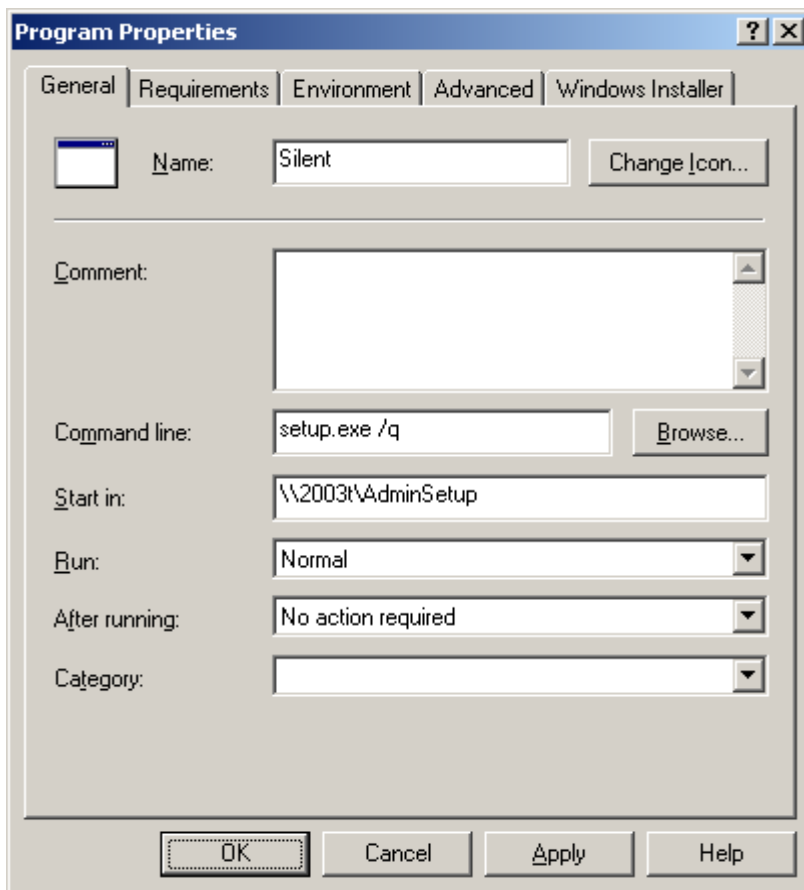 Program Properties
General Requirements Environment Advanced Windows Installer
Name: Silent Change Icon...
Comment:
Command line: setup.exe /q Browse...
Start in: \\2003t\AdminSetup
Run: Normal
After running: No action required
Category:
OK Cancel Apply Help